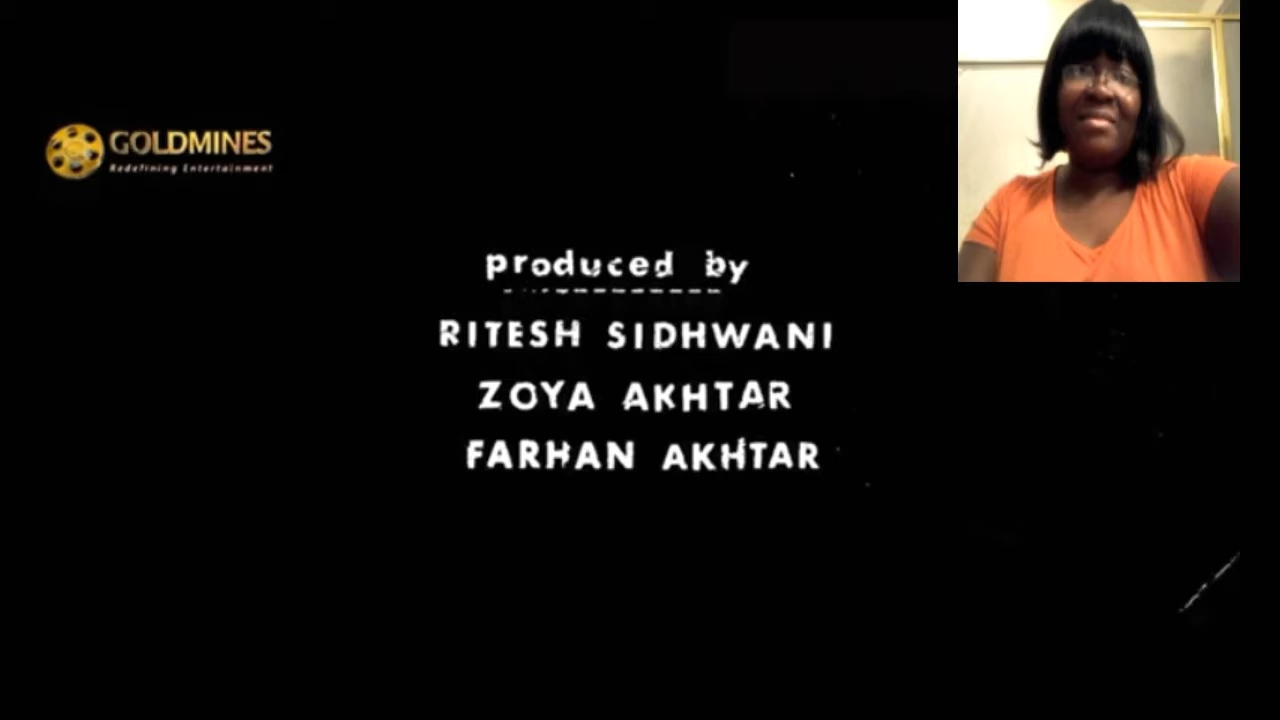 GOLDMINES
Redefining Entertainment
produced by
RITESH SIDHWANI
ZOYA AKHTAR
FARHAN AKHTAR